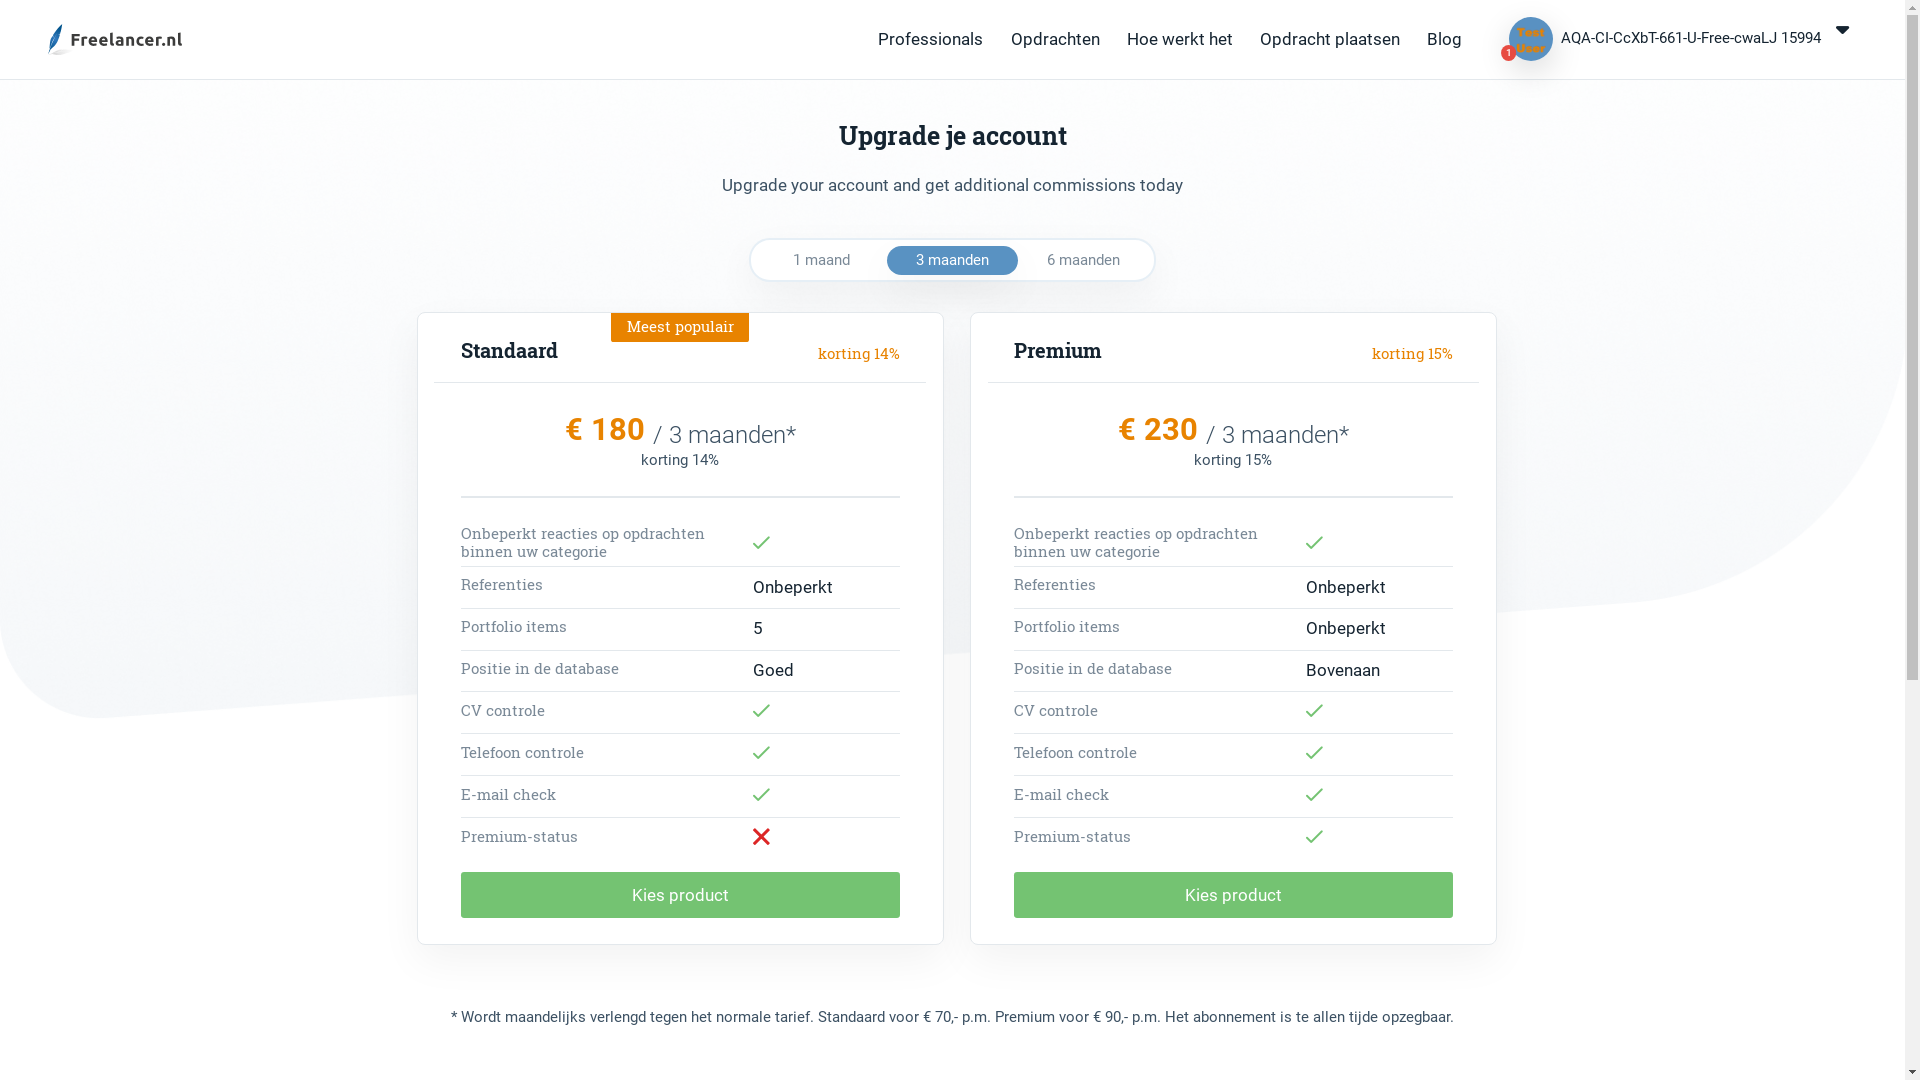 Freelancer.nl
Professionals
Opdrachten
Hoe werkt het
Opdracht plaatsen
Blog
Test
User
1
AQA-CI-CcXbT-661-U-Free-cwaLJ 15994
Upgrade je account
Upgrade your account and get additional commissions today
1 maand
3 maanden
6 maanden
Meest populair
Standaard
korting 14%
€ 180 / 3 maanden*
korting 14%
Onbeperkt reacties op opdrachten
binnen uw categorie
Referenties
Onbeperkt
Portfolio items
5
Positie in de database
Goed
CV controle
Telefoon controle
E-mail check
Premium-status
Kies product
Premium
korting 15%
€ 230 / 3 maanden*
korting 15%
Onbeperkt reacties op opdrachten
binnen uw categorie
Referenties
Onbeperkt
Portfolio items
Onbeperkt
Positie in de database
Bovenaan
CV controle
Telefoon controle
E-mail check
Premium-status
Kies product
* Wordt maandelijks verlengd tegen het normale tarief. Standaard voor € 70,- p.m. Premium voor € 90,- p.m. Het abonnement is te allen tijde opzegbaar.